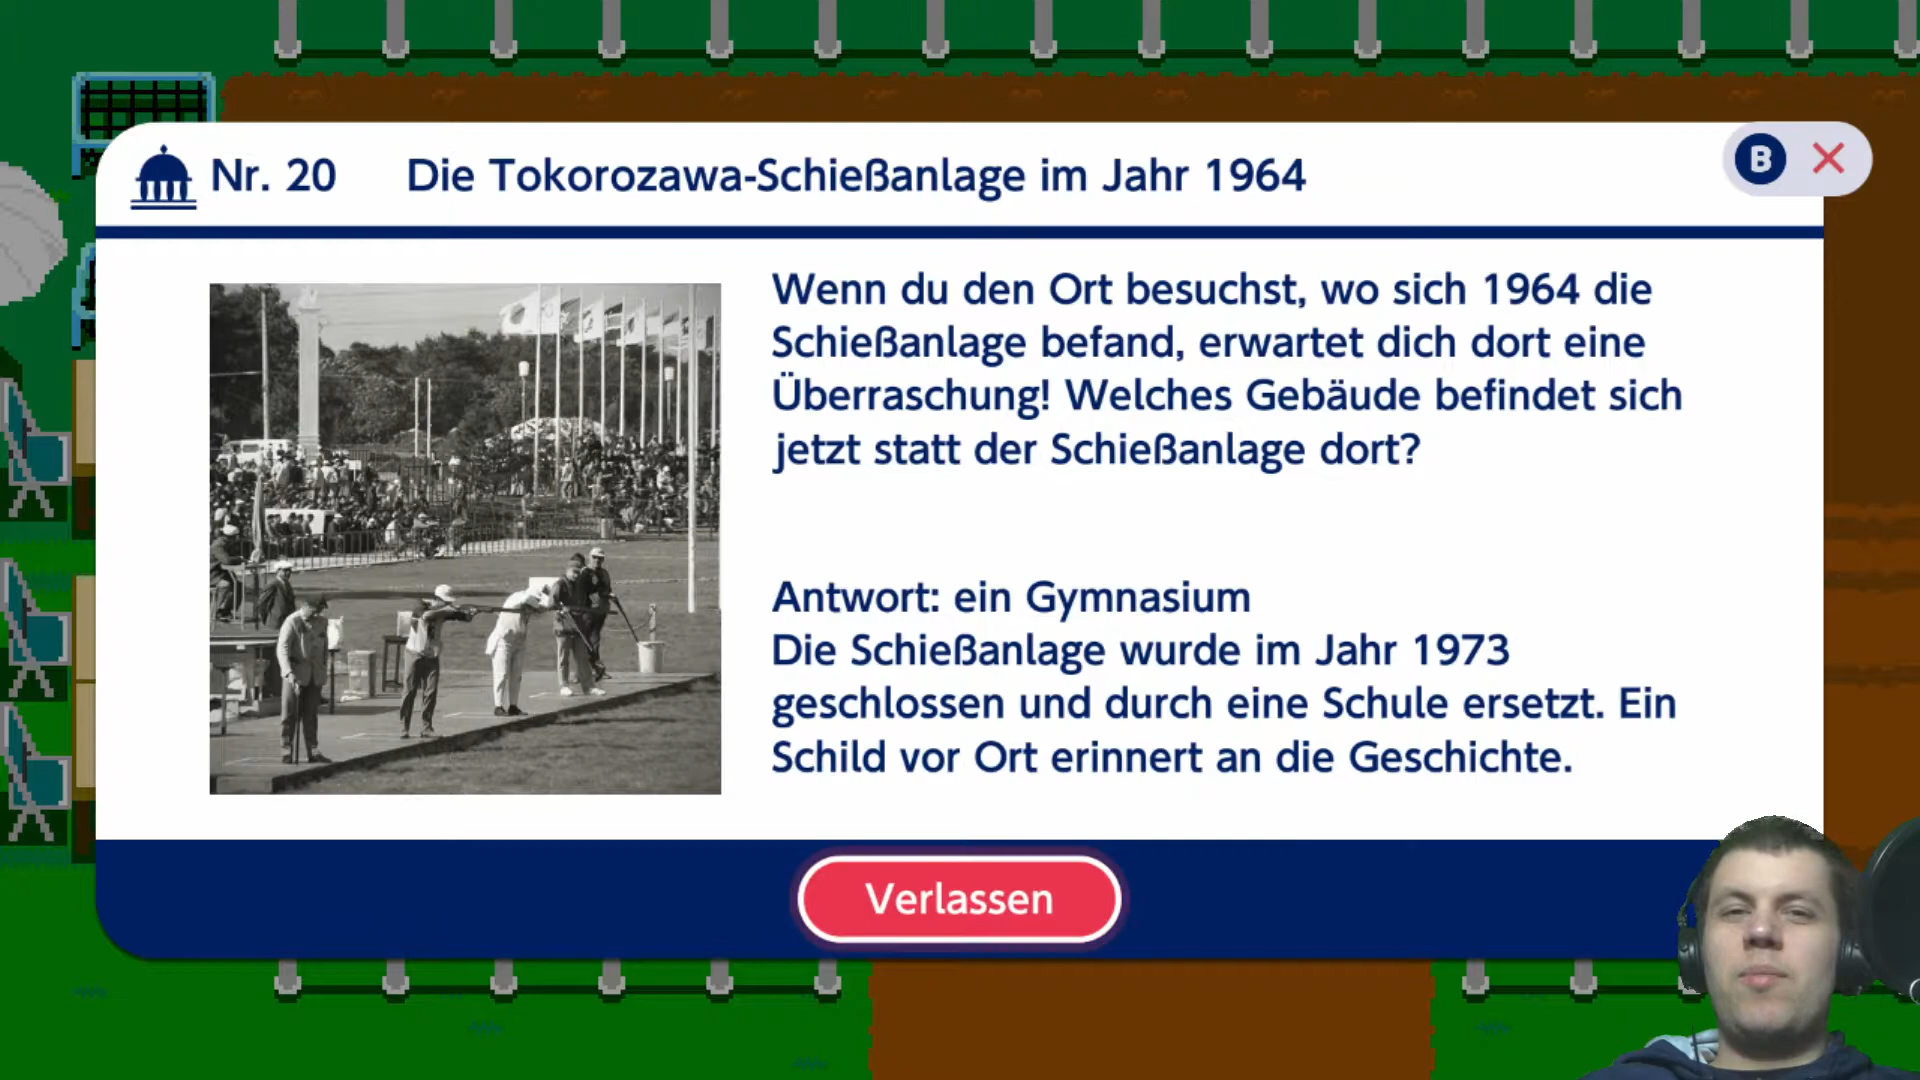 Nr. 20 Die Tokorozawa-Schießanlage im Jahr 1964
B
Wenn du den Ort besuchst, wo sich 1964 die
Schießanlage befand, erwartet dich dort eine
Überraschung! Welches Gebäude befindet sich
jetzt statt der Schießanlage dort?
Antwort: ein Gymnasium
Die Schießanlage wurde im Jahr 1973
geschlossen und durch eine Schule ersetzt. Ein
Schild vor Ort erinnert an die Geschichte.
Verlassen